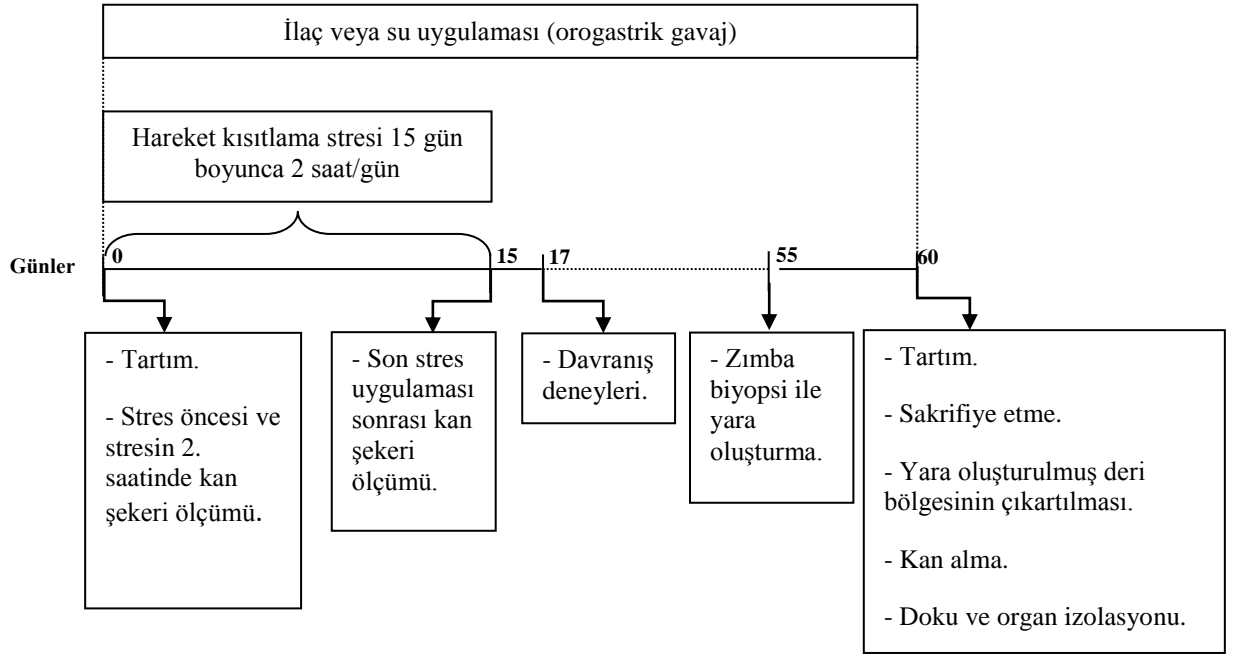 İlaç veya su uygulaması (orogastrik gavaj)
Hareket kısıtlama stresi 15 gün
boyunca 2 saat/gün
Günler
0
15
17
55
60
- Tartım.
- Stres öncesi ve
stresin 2.
saatinde kan
şekeri ölçümü.
- Son stres
uygulaması
sonrası kan
şekeri
ölçümü.
- Davranış
deneyleri.
- Zımba
biyopsi ile
yara
oluşturma.
- Tartım.
- Sakrifiye etme.
- Yara oluşturulmuş deri
bölgesinin çıkartılması.
- Kan alma.
- Doku ve organ izolasyonu.